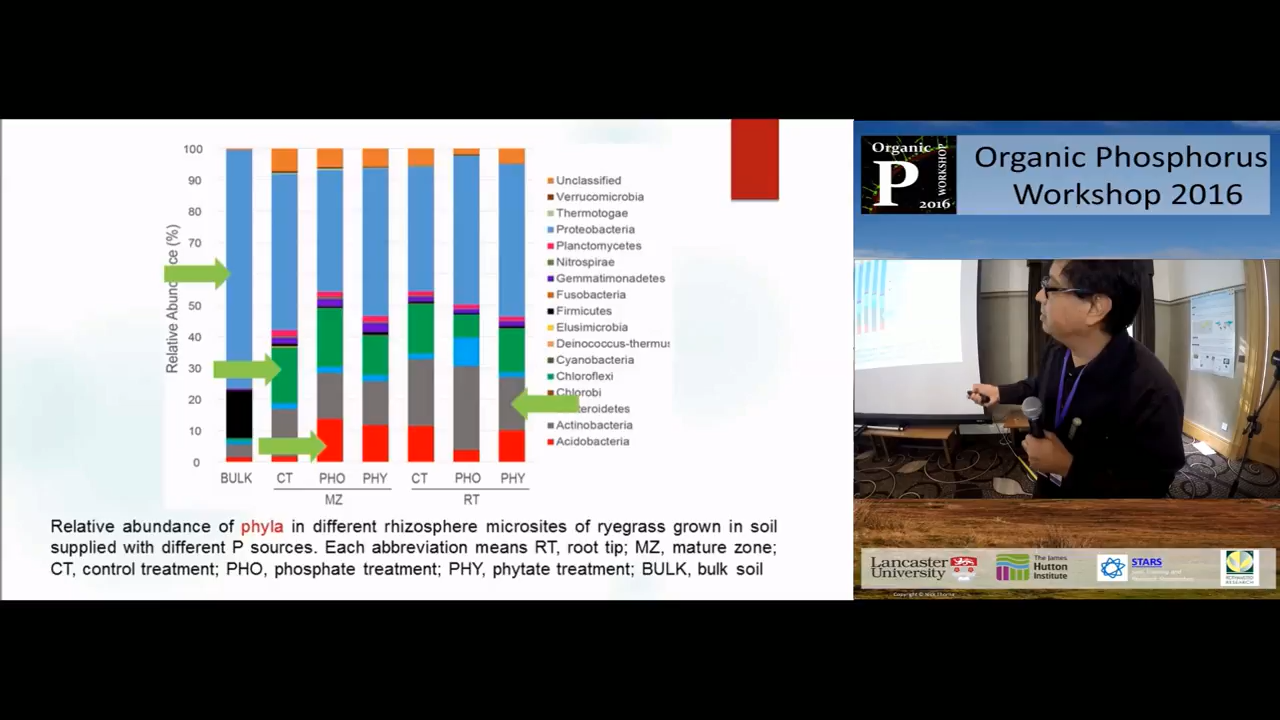 100
90
80
70
50
40
30
20
10
0
Relative Abundance (%)
BULK
CT
PHO
PHY
CT
PHO
PHY
MZ
RT
Unclassified
Verrucomicrobia
Thermotogae
Proteobacteria
Planctomycetes
Nitrospirae
Gemmatimonadetes
Fusobacteria
Firmicutes
Elusimicrobia
Deinococcus-thermus
Cyanobacteria
Chloroflexi
Chlorobi
teroidetes
Actinobacteria
Acidobacteria
Relative abundance of phyla in different rhizosphere microsites of ryegrass grown in soil
supplied with different P sources. Each abbreviation means RT, root tip; MZ, mature zone;
CT, control treatment; PHO, phosphate treatment; PHY, phytate treatment; BULK, bulk soil
Organic
P
WORKSHOP
2016
Organic Phosphorus
Workshop 2016
Lancaster
University
The James
Hutton
Institute
STARS